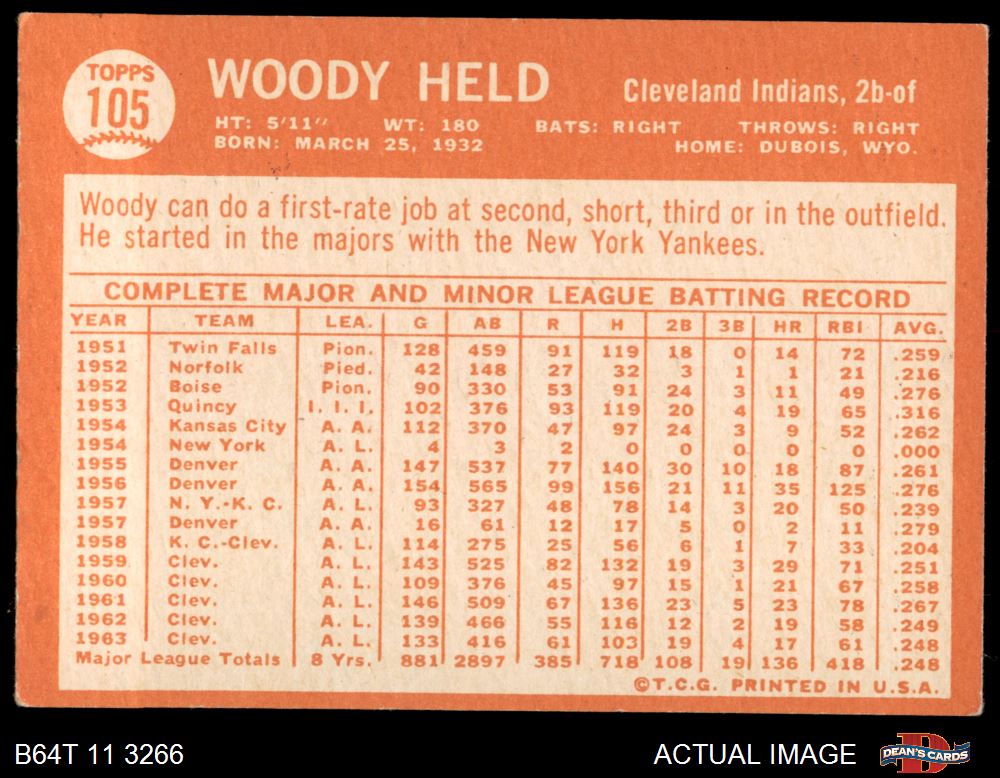 TOPPS
105
WOODY HELD
Cleveland Indians, 2b-of
HT: 5'11" WT: 180 BATS: RIGHT THROWS: RIGHT
BORN: MARCH 25, 1932 HOME: DUBOIS, WYO.
Woody can do a first-rate job at second, short, third or in the outfield.
He started in the majors with the New York Yankees.
COMPLETE MAJOR AND MINOR LEAGUE BATTING RECORD
YEAR TEAM LEA. G AB R H 2B 3B HR RBI AVG.
1951 Twin Falls Pion. 128 459 91 119 18 0 14 72 .259
1952 Norfolk Pied. 42 148 27 32 3 1 1 21 .216
1952 Boise Pion. 90 330 53 91 24 3 11 49 .276
1953 Quincy I. I. I. 102 376 93 119 20 4 19 65 .316
1954 Kansas City A. A. 112 370 47 97 24 3 9 52 .262
1954 New York A. L. 4 3 2 0 0 0 0 0 .000
1955 Denver A. A. 147 537 77 140 30 10 18 87 .261
1956 Denver A. A. 154 565 99 156 21 11 35 125 .276
1957 N. Y.-K. C. A. L. 93 327 48 78 14 3 20 50 .239
1957 Denver A. A. 16 61 12 17 5 0 2 11 .279
1958 K. C.-Clev. A. L. 114 275 25 56 6 1 7 33 .204
1959 Clev. A. L. 143 525 82 132 19 3 29 71 .251
1960 Clev. A. L. 109 376 45 97 15 1 21 67 .258
1961 Clev. A. L. 146 509 67 136 23 5 23 78 .267
1962 Clev. A. L. 139 466 55 116 12 2 19 58 .249
1963 Clev. A. L. 133 416 61 103 19 4 17 61 .248
Major League Totals 8 Yrs. 881 2897 385 718 108 19 136 418 .248
©T.C.G. PRINTED IN U.S.A.
B64T 11 3266
ACTUAL IMAGE
DEAN'S CARDS